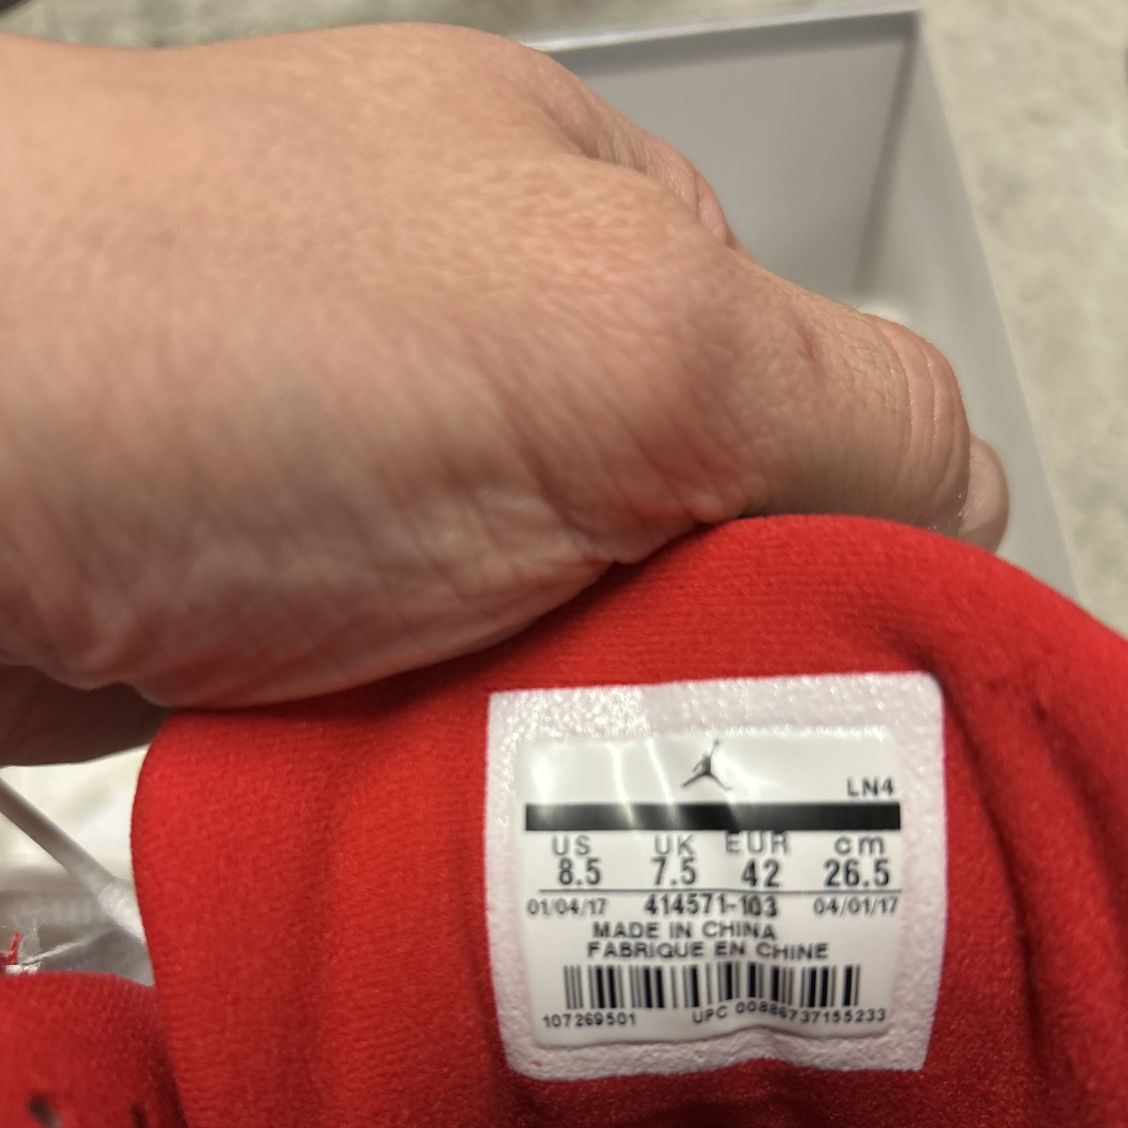 LN4
US UK EUR cm
8.5 7.5 42 26.5
01/04/17 414571-103 04/01/17
MADE IN CHINA
FABRIQUE EN CHINE
107269501 UPC 00886737155233